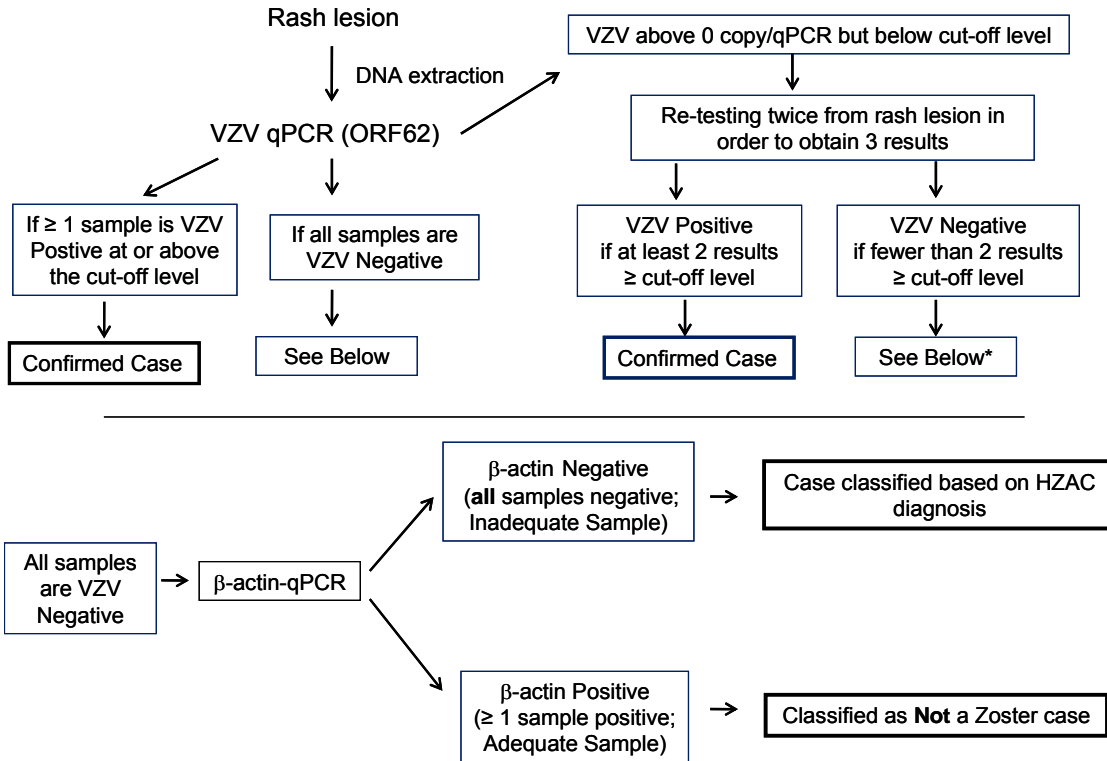 Rash lesion
DNA extraction
VZV qPCR (ORF62)
VZV above 0 copy/qPCR but below cut-off level
Re-testing twice from rash lesion in
order to obtain 3 results
If ≥ 1 sample is VZV
Postive at or above
the cut-off level
If all samples are
VZV Negative
VZV Positive
if at least 2 results
≥ cut-off level
VZV Negative
if fewer than 2 results
≥ cut-off level
Confirmed Case
See Below
Confirmed Case
See Below*
All samples
are VZV
Negative
β-actin-qPCR
β-actin Negative
(all samples negative;
Inadequate Sample)
Case classified based on HZAC
diagnosis
β-actin Positive
(≥ 1 sample positive;
Adequate Sample)
Classified as Not a Zoster case